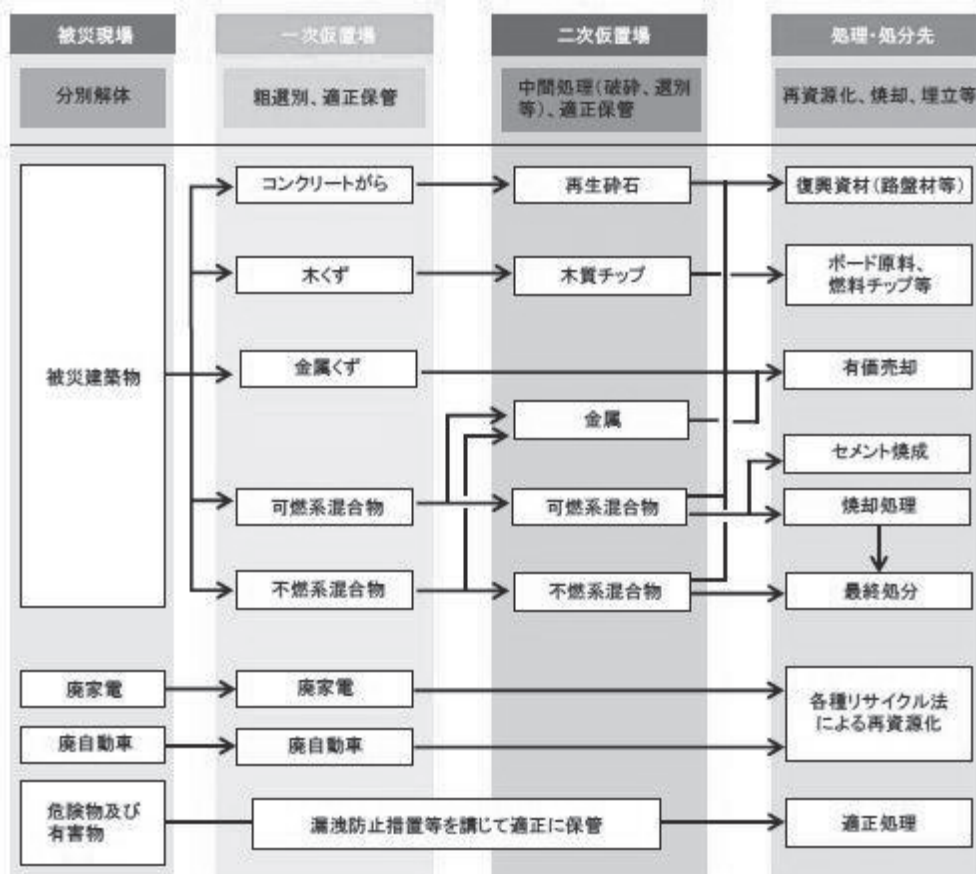 被災現場
一次仮置場
二次仮置場
処理・処分先
分別解体
粗選別、適正保管
中間処理(破砕、選別
等)、適正保管
再資源化、焼却、埋立等
被災建築物
コンクリートがら
再生砕石
復興資材(路盤材等)
木くず
木質チップ
ボード原料、
燃料チップ等
金属くず
有価売却
金属
セメント焼成
可燃系混合物
可燃系混合物
焼却処理
不燃系混合物
不燃系混合物
最終処分
廃家電
廃家電
各種リサイクル法
による再資源化
廃自動車
廃自動車
危険物及び
有害物
漏洩防止措置等を講じて適正に保管
適正処理